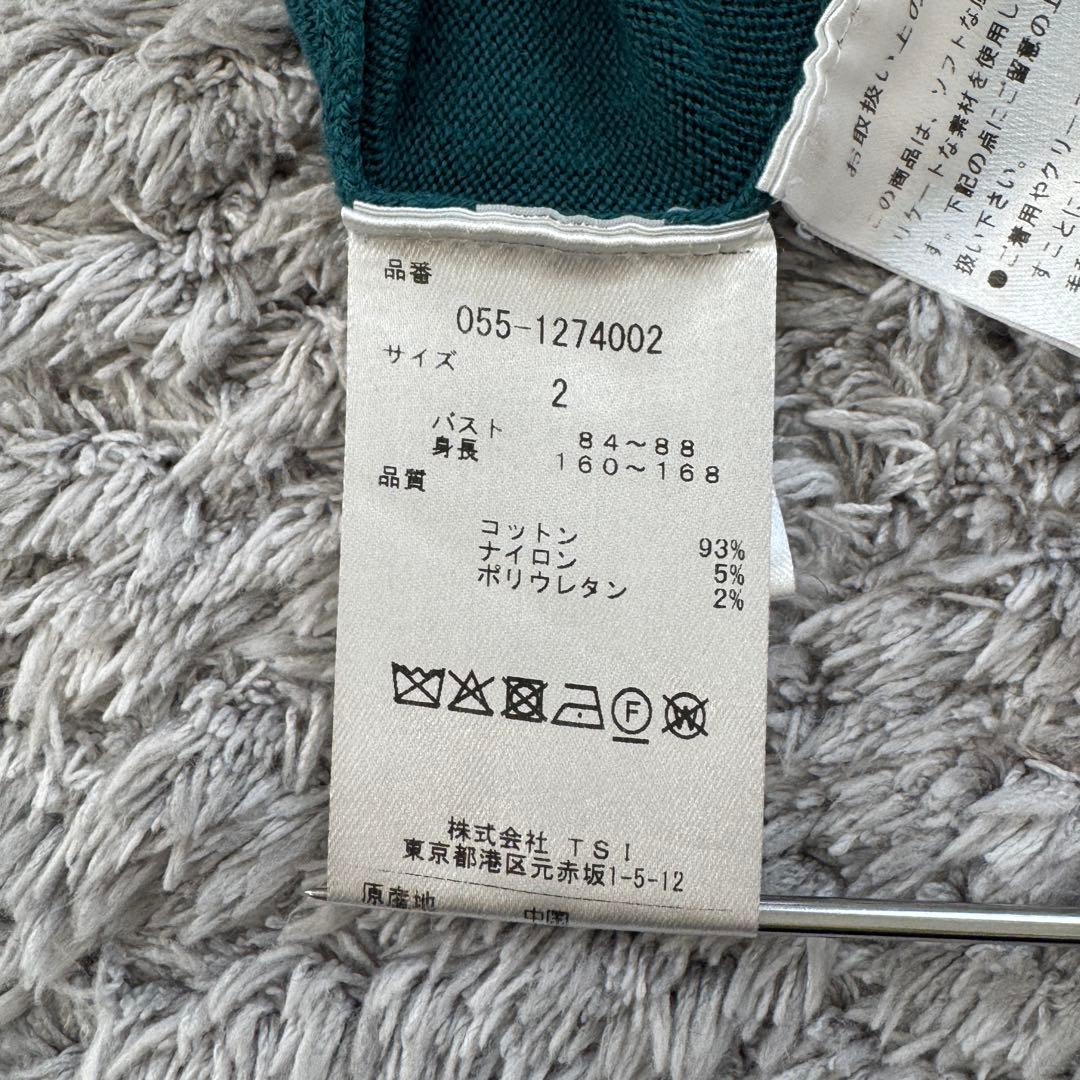 品番
055-1274002
サイズ
2
バスト 84～88
身長 160～168
品質
コットン 93%
ナイロン 5%
ポリウレタン 2%
F
W
株式会社 TSI
東京都港区元赤坂1-5-12
原産地 中国
お取扱い上の
の商品は、ソフトな
リケートな素材を使用し
す。下記の点にご留意の上
扱い下さい。
●ご着用やクリー
すことに